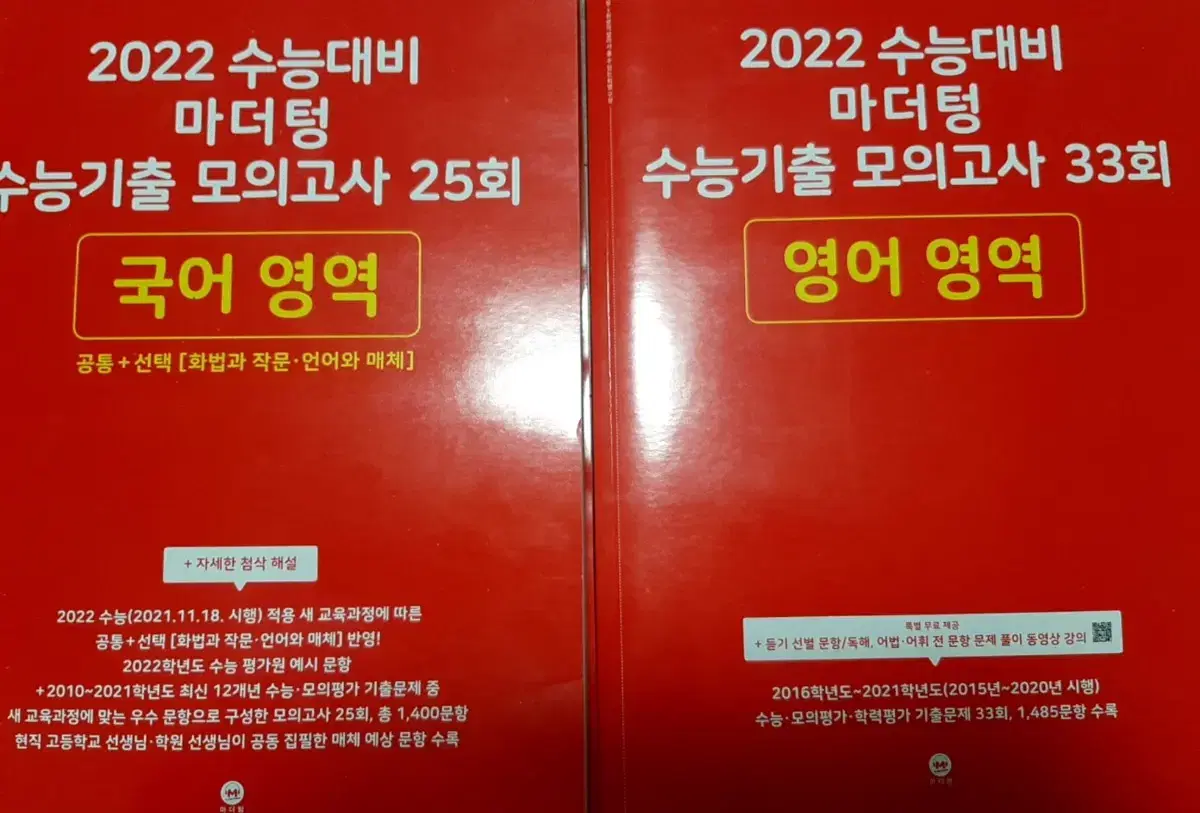 2022 수능대비
마더텅
수능기출 모의고사 25회
국어 영역
공통+선택 [화법과 작문·언어와 매체]
+ 자세한 첨삭 해설
2022 수능(2021.11.18. 시행) 적용 새 교육과정에 따른
공통+선택 [화법과 작문·언어와 매체] 반영!
2022학년도 수능 평가원 예시 문항
+2010~2021학년도 최신 12개년 수능·모의평가 기출문제 중
새 교육과정에 맞는 우수 문항으로 구성한 모의고사 25회, 총 1,400문항
현직 고등학교 선생님·학원 선생님이 공동 집필한 매체 예상 문항 수록
마더텅
2022 수능대비
마더텅
수능기출 모의고사 33회
영어 영역
특별 무료 제공
+ 듣기 선별 문항/독해, 어법·어휘 전 문항 문제 풀이 동영상 강의
2016학년도~2021학년도(2015년~2020년 시행)
수능·모의평가·학력평가 기출문제 33회, 1,485문항 수록
마더텅